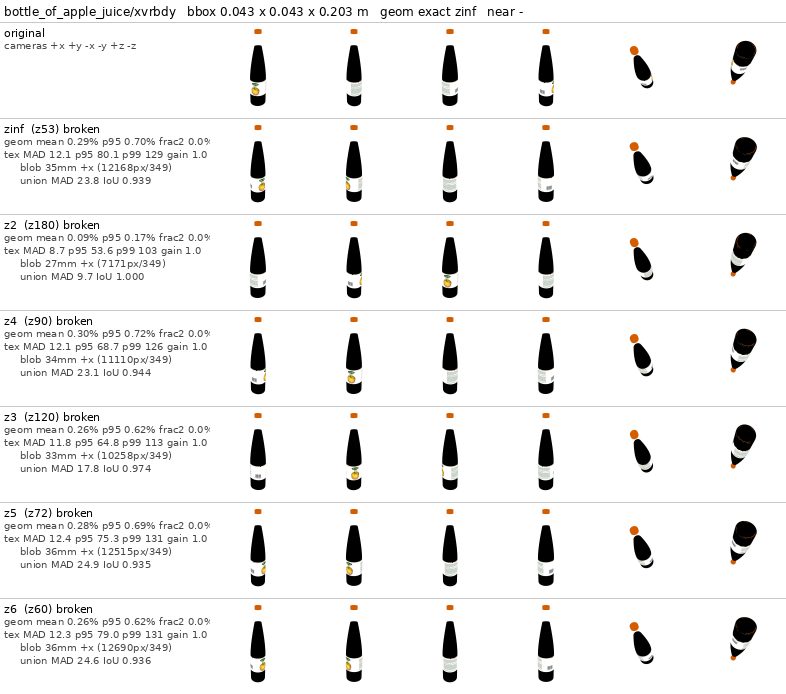 bottle_of_apple_juice/xvrbdy bbox 0.043 x 0.043 x 0.203 m geom exact zinf near -
original
cameras +x +y -x -y +z -z
zinf (z53) broken
geom mean 0.29% p95 0.70% frac2 0.0%
tex MAD 12.1 p95 80.1 p99 129 gain 1.0
blob 35mm +x (12168px/349)
union MAD 23.8 IoU 0.939
z2 (z180) broken
geom mean 0.09% p95 0.17% frac2 0.0%
tex MAD 8.7 p95 53.6 p99 103 gain 1.0
blob 27mm +x (7171px/349)
union MAD 9.7 IoU 1.000
z4 (z90) broken
geom mean 0.30% p95 0.72% frac2 0.0%
tex MAD 12.1 p95 68.7 p99 126 gain 1.0
blob 34mm +x (11110px/349)
union MAD 23.1 IoU 0.944
z3 (z120) broken
geom mean 0.26% p95 0.62% frac2 0.0%
tex MAD 11.8 p95 64.8 p99 113 gain 1.0
blob 33mm +x (10258px/349)
union MAD 17.8 IoU 0.974
z5 (z72) broken
geom mean 0.28% p95 0.69% frac2 0.0%
tex MAD 12.4 p95 75.3 p99 131 gain 1.0
blob 36mm +x (12515px/349)
union MAD 24.9 IoU 0.935
z6 (z60) broken
geom mean 0.26% p95 0.62% frac2 0.0%
tex MAD 12.3 p95 79.0 p99 131 gain 1.0
blob 36mm +x (12690px/349)
union MAD 24.6 IoU 0.936